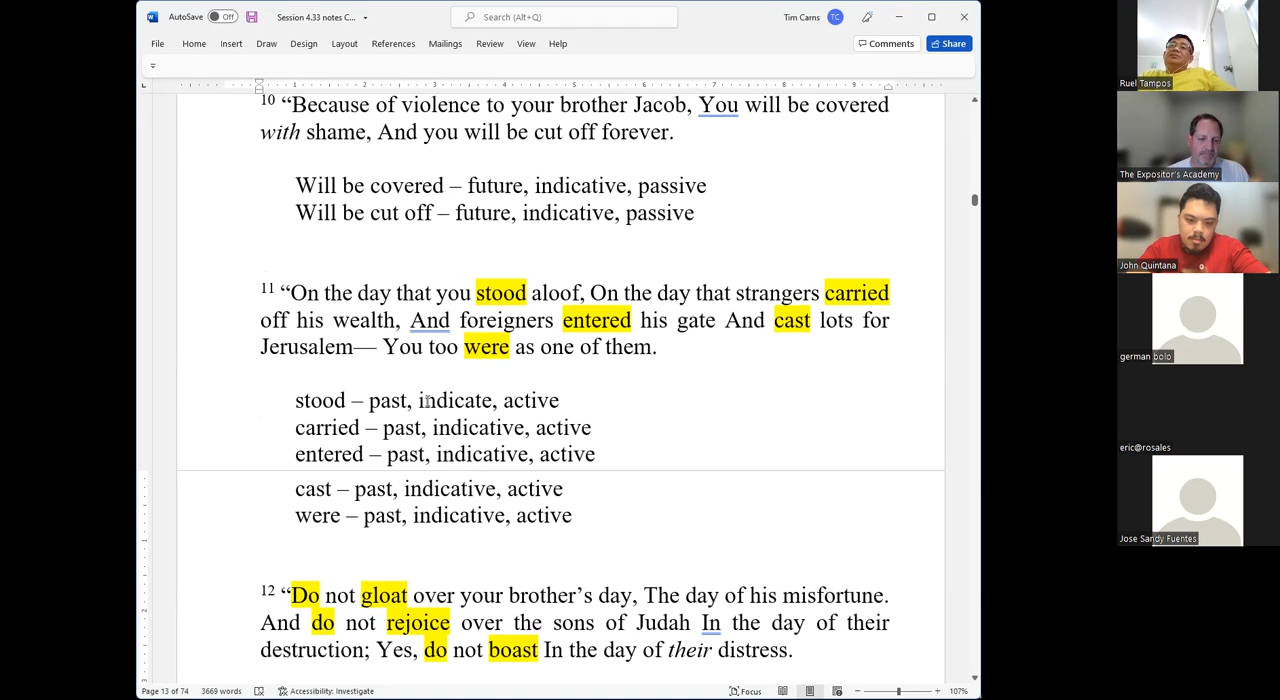 AutoSave Off Session 4.33 notes C... Search (Alt+Q) Tim Carns TC
File Home Insert Draw Design Layout References Mailings Review View Help Comments Share
1 2 3 4 5 6 7 8 9
10 “Because of violence to your brother Jacob, You will be covered
with shame, And you will be cut off forever.
Will be covered – future, indicative, passive
Will be cut off – future, indicative, passive
11 “On the day that you stood aloof, On the day that strangers carried
off his wealth, And foreigners entered his gate And cast lots for
Jerusalem— You too were as one of them.
stood – past, indicate, active
carried – past, indicative, active
entered – past, indicative, active
cast – past, indicative, active
were – past, indicative, active
12 “Do not gloat over your brother’s day, The day of his misfortune.
And do not rejoice over the sons of Judah In the day of their
destruction; Yes, do not boast In the day of their distress.
Page 13 of 74 3669 words Accessibility: Investigate Focus 107%
Ruel Tampos
The Expositor's Academy
John Quintana
german bolo
eric@rosales
Jose Sandy Fuentes